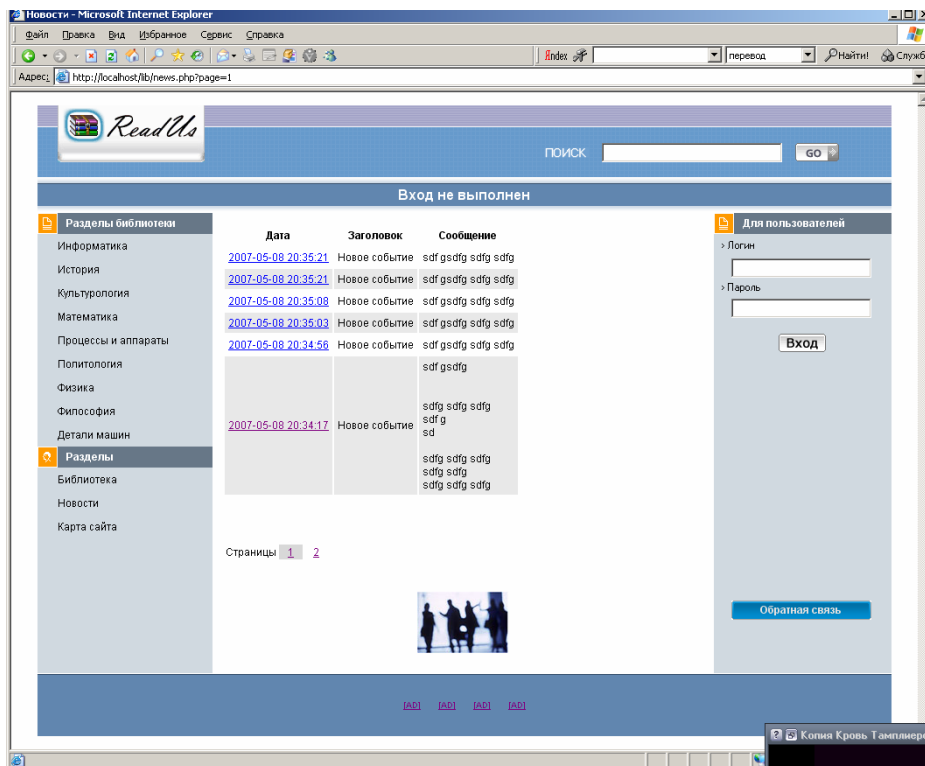 Новости - Microsoft Internet Explorer
Файл Правка Вид Избранное Сервис Справка
Яndex перевод Найти! Служб
Адрес: http://localhost/lib/news.php?page=1
ReadUs
ПОИСК GO
Вход не выполнен
Разделы библиотеки
Информатика
История
Культурология
Математика
Процессы и аппараты
Политология
Физика
Философия
Детали машин
Разделы
Библиотека
Новости
Карта сайта
Дата Заголовок Сообщение
2007-05-08 20:35:21 Новое событие sdf gsdfg sdfg sdfg
2007-05-08 20:35:21 Новое событие sdf gsdfg sdfg sdfg
2007-05-08 20:35:08 Новое событие sdf gsdfg sdfg sdfg
2007-05-08 20:35:03 Новое событие sdf gsdfg sdfg sdfg
2007-05-08 20:34:56 Новое событие sdf gsdfg sdfg sdfg
2007-05-08 20:34:17 Новое событие sdf gsdfg
sdfg sdfg sdfg
sdf g
sd
sdfg sdfg sdfg
sdfg sdfg
sdfg sdfg sdfg
Страницы 1 2
Для пользователей
› Логин
› Пароль
Вход
Обратная связь
[AD] [AD] [AD] [AD]
Копия Кровь Тамплиеро